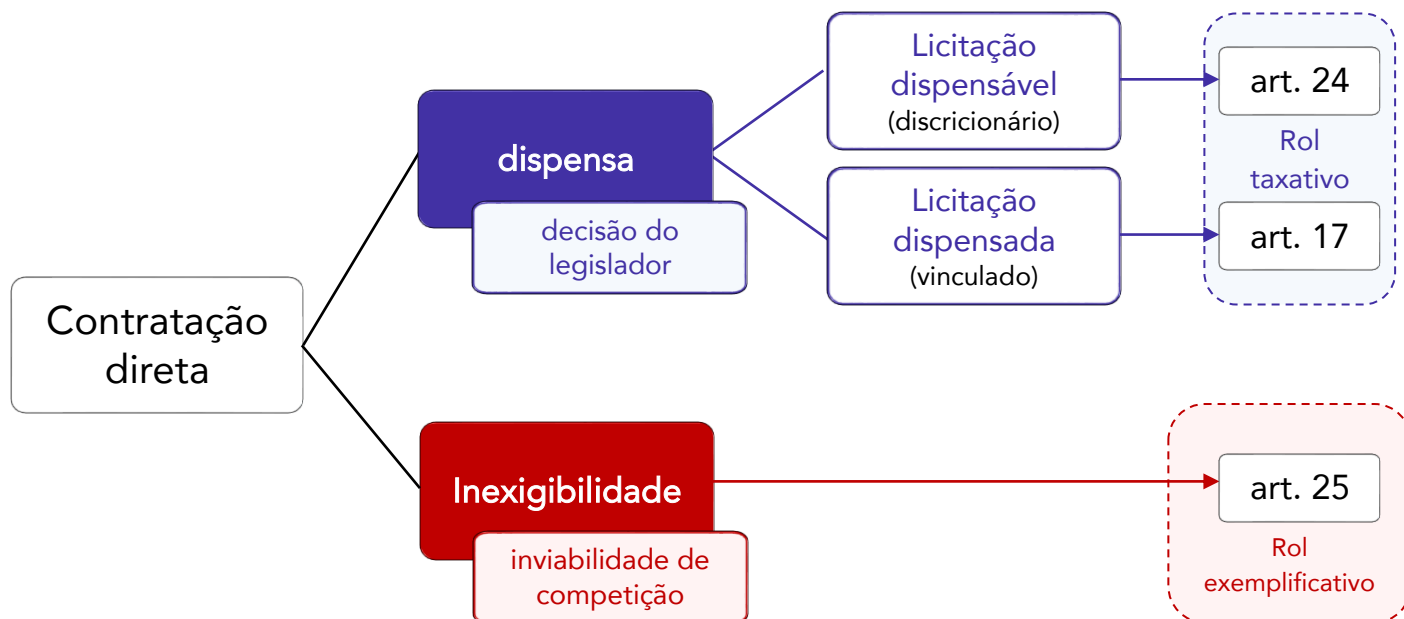 Contratação
direta
dispensa
decisão do
legislador
Licitação
dispensável
(discricionário)
art. 24
Rol
taxativo
Licitação
dispensada
(vinculado)
art. 17
Inexigibilidade
inviabilidade de
competição
art. 25
Rol
exemplificativo